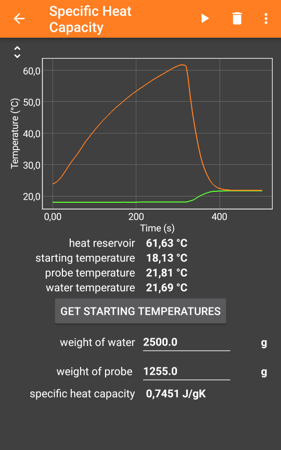 Specific Heat
Capacity
60,0
50,0
40,0
30,0
20,0
Temperature (°C)
0,00 200 400
Time (s)
heat reservoir 61,63 °C
starting temperature 18,13 °C
probe temperature 21,81 °C
water temperature 21,69 °C
GET STARTING TEMPERATURES
weight of water 2500.0 g
weight of probe 1255.0 g
specific heat capacity 0,7451 J/gK